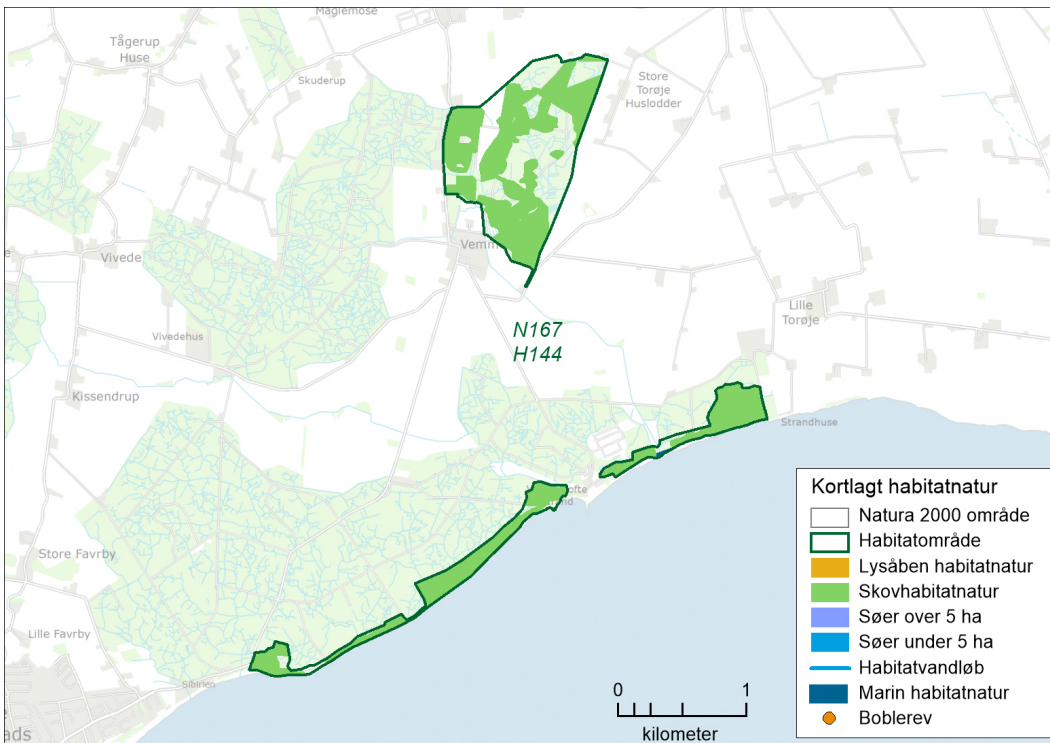 Maglemose
Tågerup
Huse
Skuderup
Store
Torøje
Huslodder
Vemm
Vivede
Vivedehus
N167
H144
Lille
Torøje
Kissendrup
Strandhuse
Store Favrby
Lille Favrby
Sibirien
ads
Kortlagt habitatnatur
Natura 2000 område
Habitatområde
Lysåben habitatnatur
Skovhabitatnatur
Søer over 5 ha
Søer under 5 ha
Habitatvandløb
Marin habitatnatur
Boblerev
0 1
kilometer